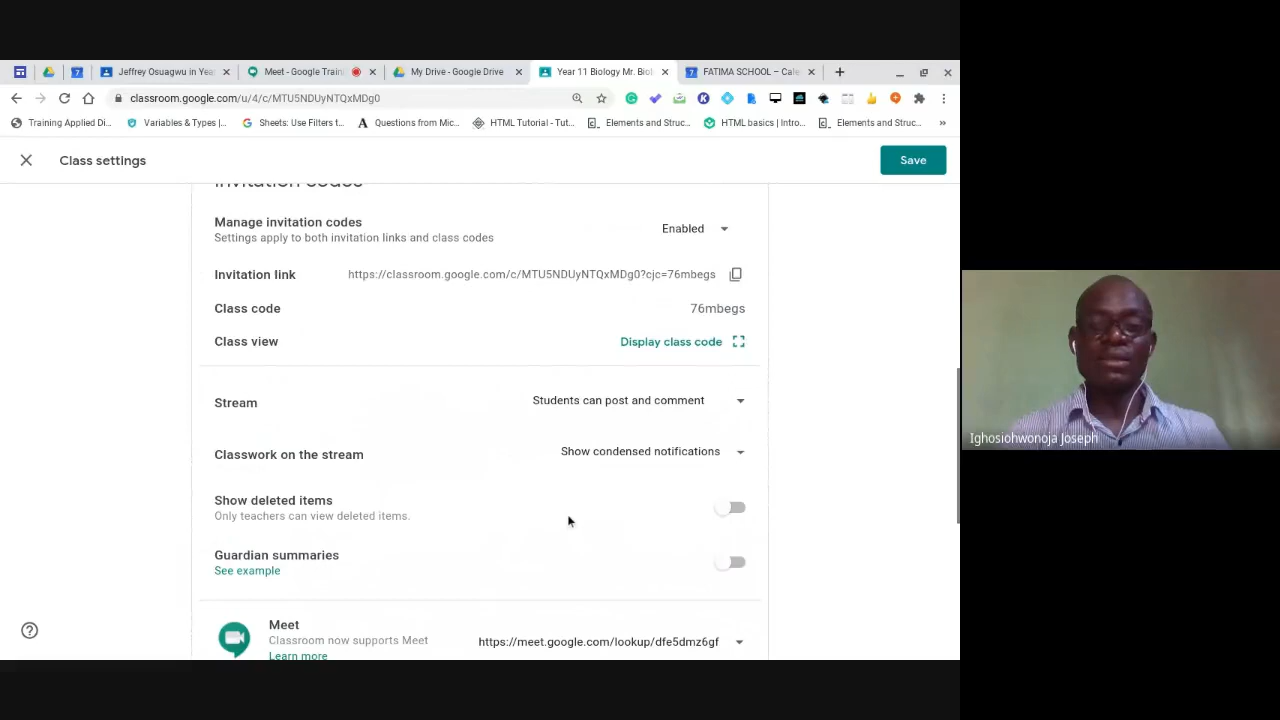 Jeffrey Osuagwu in Yea
Meet - Google Train
My Drive - Google Drive
Year 11 Biology Mr. Bio
FATIMA SCHOOL – Cale
classroom.google.com/u/4/c/MTU5NDUyNTQxMDg0
Training Applied Di...
Variables & Types |...
Sheets: Use Filters t...
Questions from Mic...
HTML Tutorial - Tut...
Elements and Struc...
HTML basics | Intro...
Elements and Struc...
Class settings
Save
Invitation codes
Manage invitation codes
Enabled
Settings apply to both invitation links and class codes
Invitation link
https://classroom.google.com/c/MTU5NDUyNTQxMDg0?cjc=76mbegs
Class code
76mbegs
Class view
Display class code
Stream
Students can post and comment
Classwork on the stream
Show condensed notifications
Show deleted items
Only teachers can view deleted items.
Guardian summaries
See example
Meet
Classroom now supports Meet
https://meet.google.com/lookup/dfe5dmz6gf
Learn more
Ighosiohwonoja Joseph